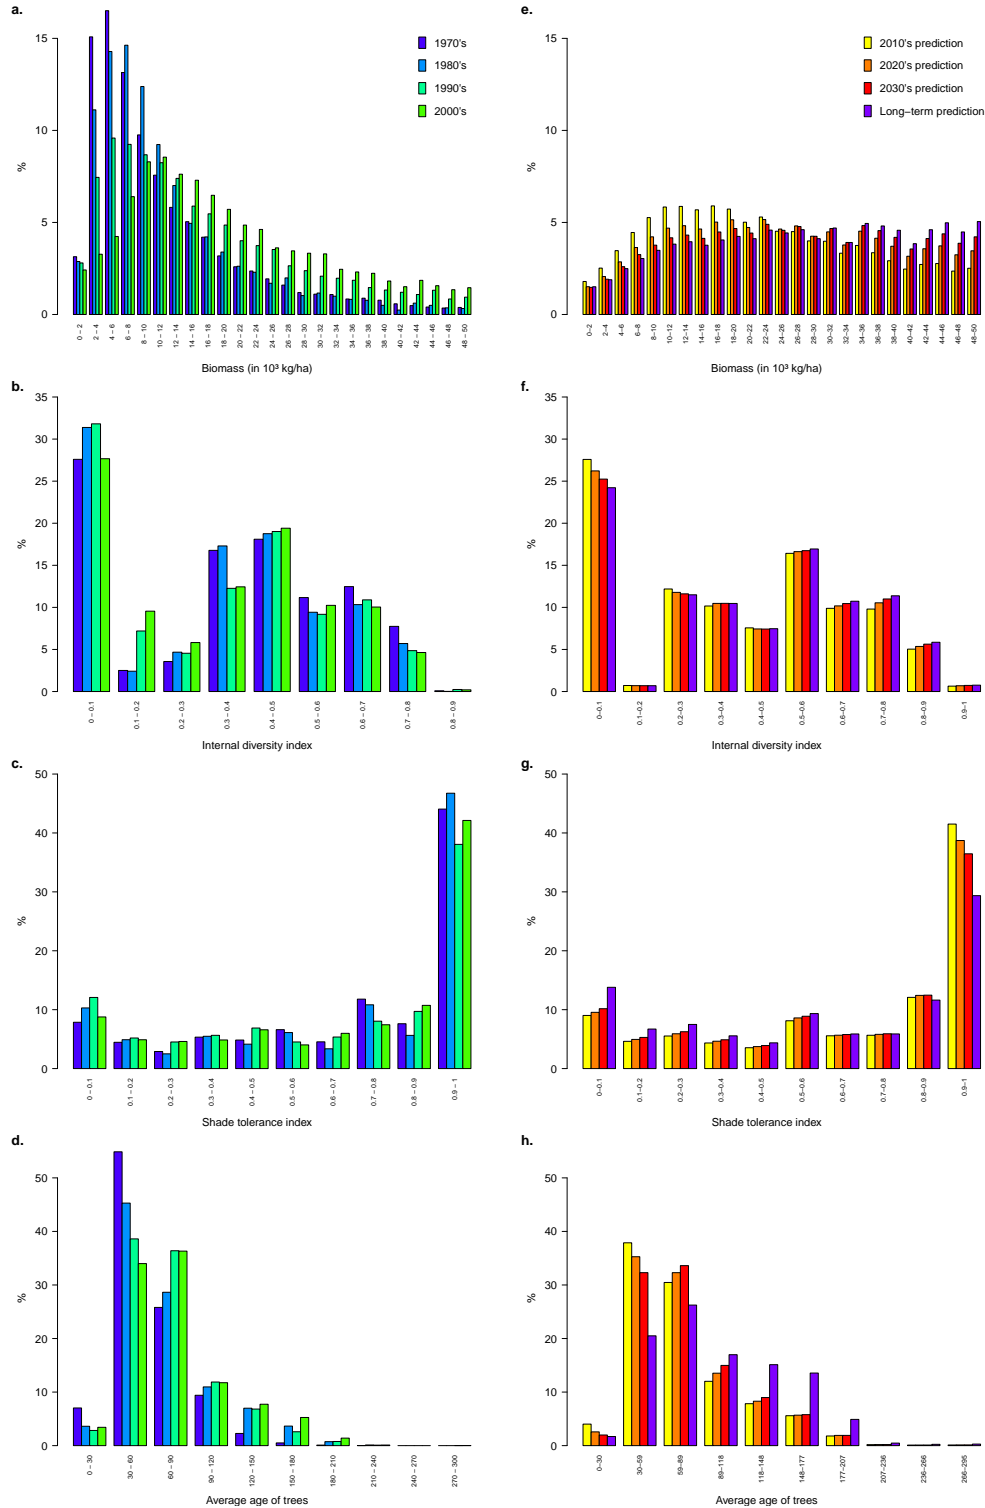 a.
15
10
5
0
%
1970's
1980's
1990's
2000's
0 – 2
2 – 4
4 – 6
6 – 8
8 – 10
10 – 12
12 – 14
14 – 16
16 – 18
18 – 20
20 – 22
22 – 24
24 – 26
26 – 28
28 – 30
30 – 32
32 – 34
34 – 36
36 – 38
38 – 40
40 – 42
42 – 44
44 – 46
46 – 48
48 – 50
Biomass (in 10³ kg/ha)
e.
15
10
5
0
%
2010's prediction
2020's prediction
2030's prediction
Long–term prediction
0–2
2–4
4–6
6–8
8–10
10–12
12–14
14–16
16–18
18–20
20–22
22–24
24–26
26–28
28–30
30–32
32–34
34–36
36–38
38–40
40–42
42–44
44–46
46–48
48–50
Biomass (in 10³ kg/ha)
b.
35
30
25
20
15
10
5
0
%
0 – 0.1
0.1 – 0.2
0.2 – 0.3
0.3 – 0.4
0.4 – 0.5
0.5 – 0.6
0.6 – 0.7
0.7 – 0.8
0.8 – 0.9
Internal diversity index
f.
35
30
25
20
15
10
5
0
%
0–0.1
0.1–0.2
0.2–0.3
0.3–0.4
0.4–0.5
0.5–0.6
0.6–0.7
0.7–0.8
0.8–0.9
0.9–1
Internal diversity index
c.
50
40
30
20
10
0
%
0 – 0.1
0.1 – 0.2
0.2 – 0.3
0.3 – 0.4
0.4 – 0.5
0.5 – 0.6
0.6 – 0.7
0.7 – 0.8
0.8 – 0.9
0.9 – 1
Shade tolerance index
g.
50
40
30
20
10
0
%
0–0.1
0.1–0.2
0.2–0.3
0.3–0.4
0.4–0.5
0.5–0.6
0.6–0.7
0.7–0.8
0.8–0.9
0.9–1
Shade tolerance index
d.
50
40
30
20
10
0
%
0 – 30
30 – 60
60 – 90
90 – 120
120 – 150
150 – 180
180 – 210
210 – 240
240 – 270
270 – 300
Average age of trees
h.
50
40
30
20
10
0
%
0–30
30–59
59–89
89–118
118–148
148–177
177–207
207–236
236–266
266–295
Average age of trees